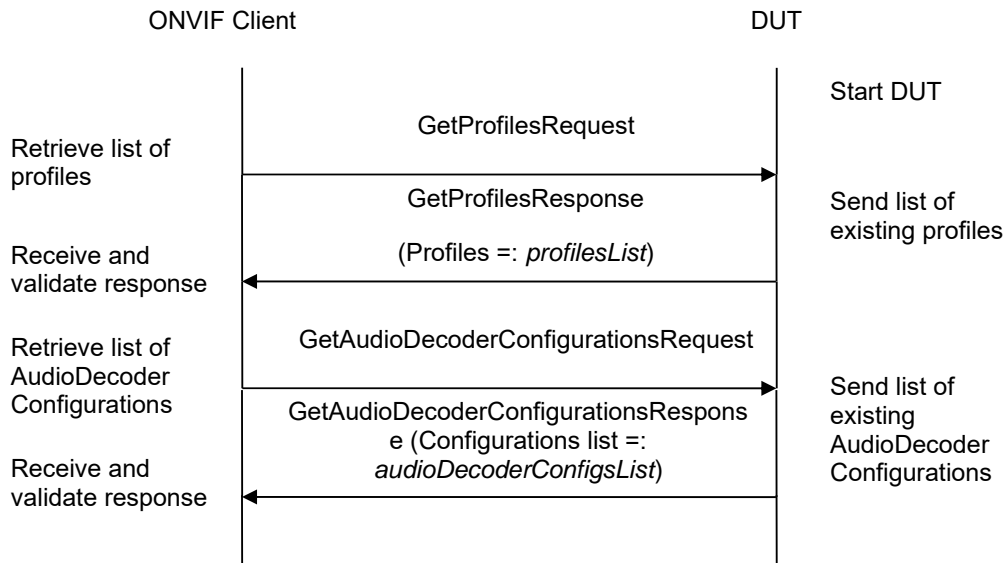 ONVIF Client
DUT
Start DUT
GetProfilesRequest
Retrieve list of
profiles
GetProfilesResponse
(Profiles =: profilesList)
Send list of
existing profiles
Receive and
validate response
GetAudioDecoderConfigurationsRequest
Retrieve list of
AudioDecoder
Configurations
GetAudioDecoderConfigurationsRespons
e (Configurations list =:
audioDecoderConfigsList)
Send list of
existing
AudioDecoder
Configurations
Receive and
validate response